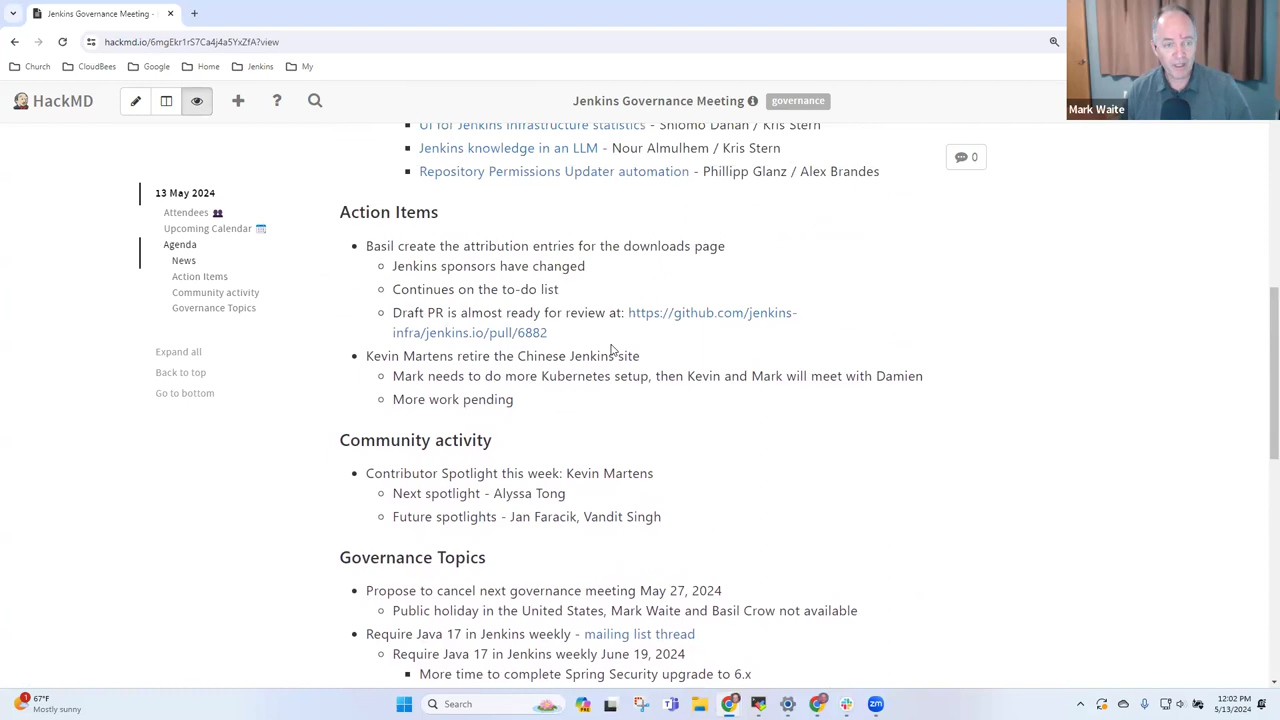 Jenkins Governance Meeting -
hackmd.io/6mgEkr1rS7Ca4j4a5YxZfA?view
Church
CloudBees
Google
Home
Jenkins
My
HackMD
Jenkins Governance Meeting
governance
Mark Waite
UI for Jenkins infrastructure statistics - Shlomo Dahan / Kris Stern
Jenkins knowledge in an LLM - Nour Almulhem / Kris Stern
0
Repository Permissions Updater automation - Phillipp Glanz / Alex Brandes
13 May 2024
Attendees
Upcoming Calendar
Agenda
News
Action Items
Community activity
Governance Topics
Expand all
Back to top
Go to bottom
Action Items
Basil create the attribution entries for the downloads page
Jenkins sponsors have changed
Continues on the to-do list
Draft PR is almost ready for review at: https://github.com/jenkins-
infra/jenkins.io/pull/6882
Kevin Martens retire the Chinese Jenkins site
Mark needs to do more Kubernetes setup, then Kevin and Mark will meet with Damien
More work pending
Community activity
Contributor Spotlight this week: Kevin Martens
Next spotlight - Alyssa Tong
Future spotlights - Jan Faracik, Vandit Singh
Governance Topics
Propose to cancel next governance meeting May 27, 2024
Public holiday in the United States, Mark Waite and Basil Crow not available
Require Java 17 in Jenkins weekly - mailing list thread
Require Java 17 in Jenkins weekly June 19, 2024
More time to complete Spring Security upgrade to 6.x
1
67°F
Mostly sunny
Search
12:02 PM
5/13/2024